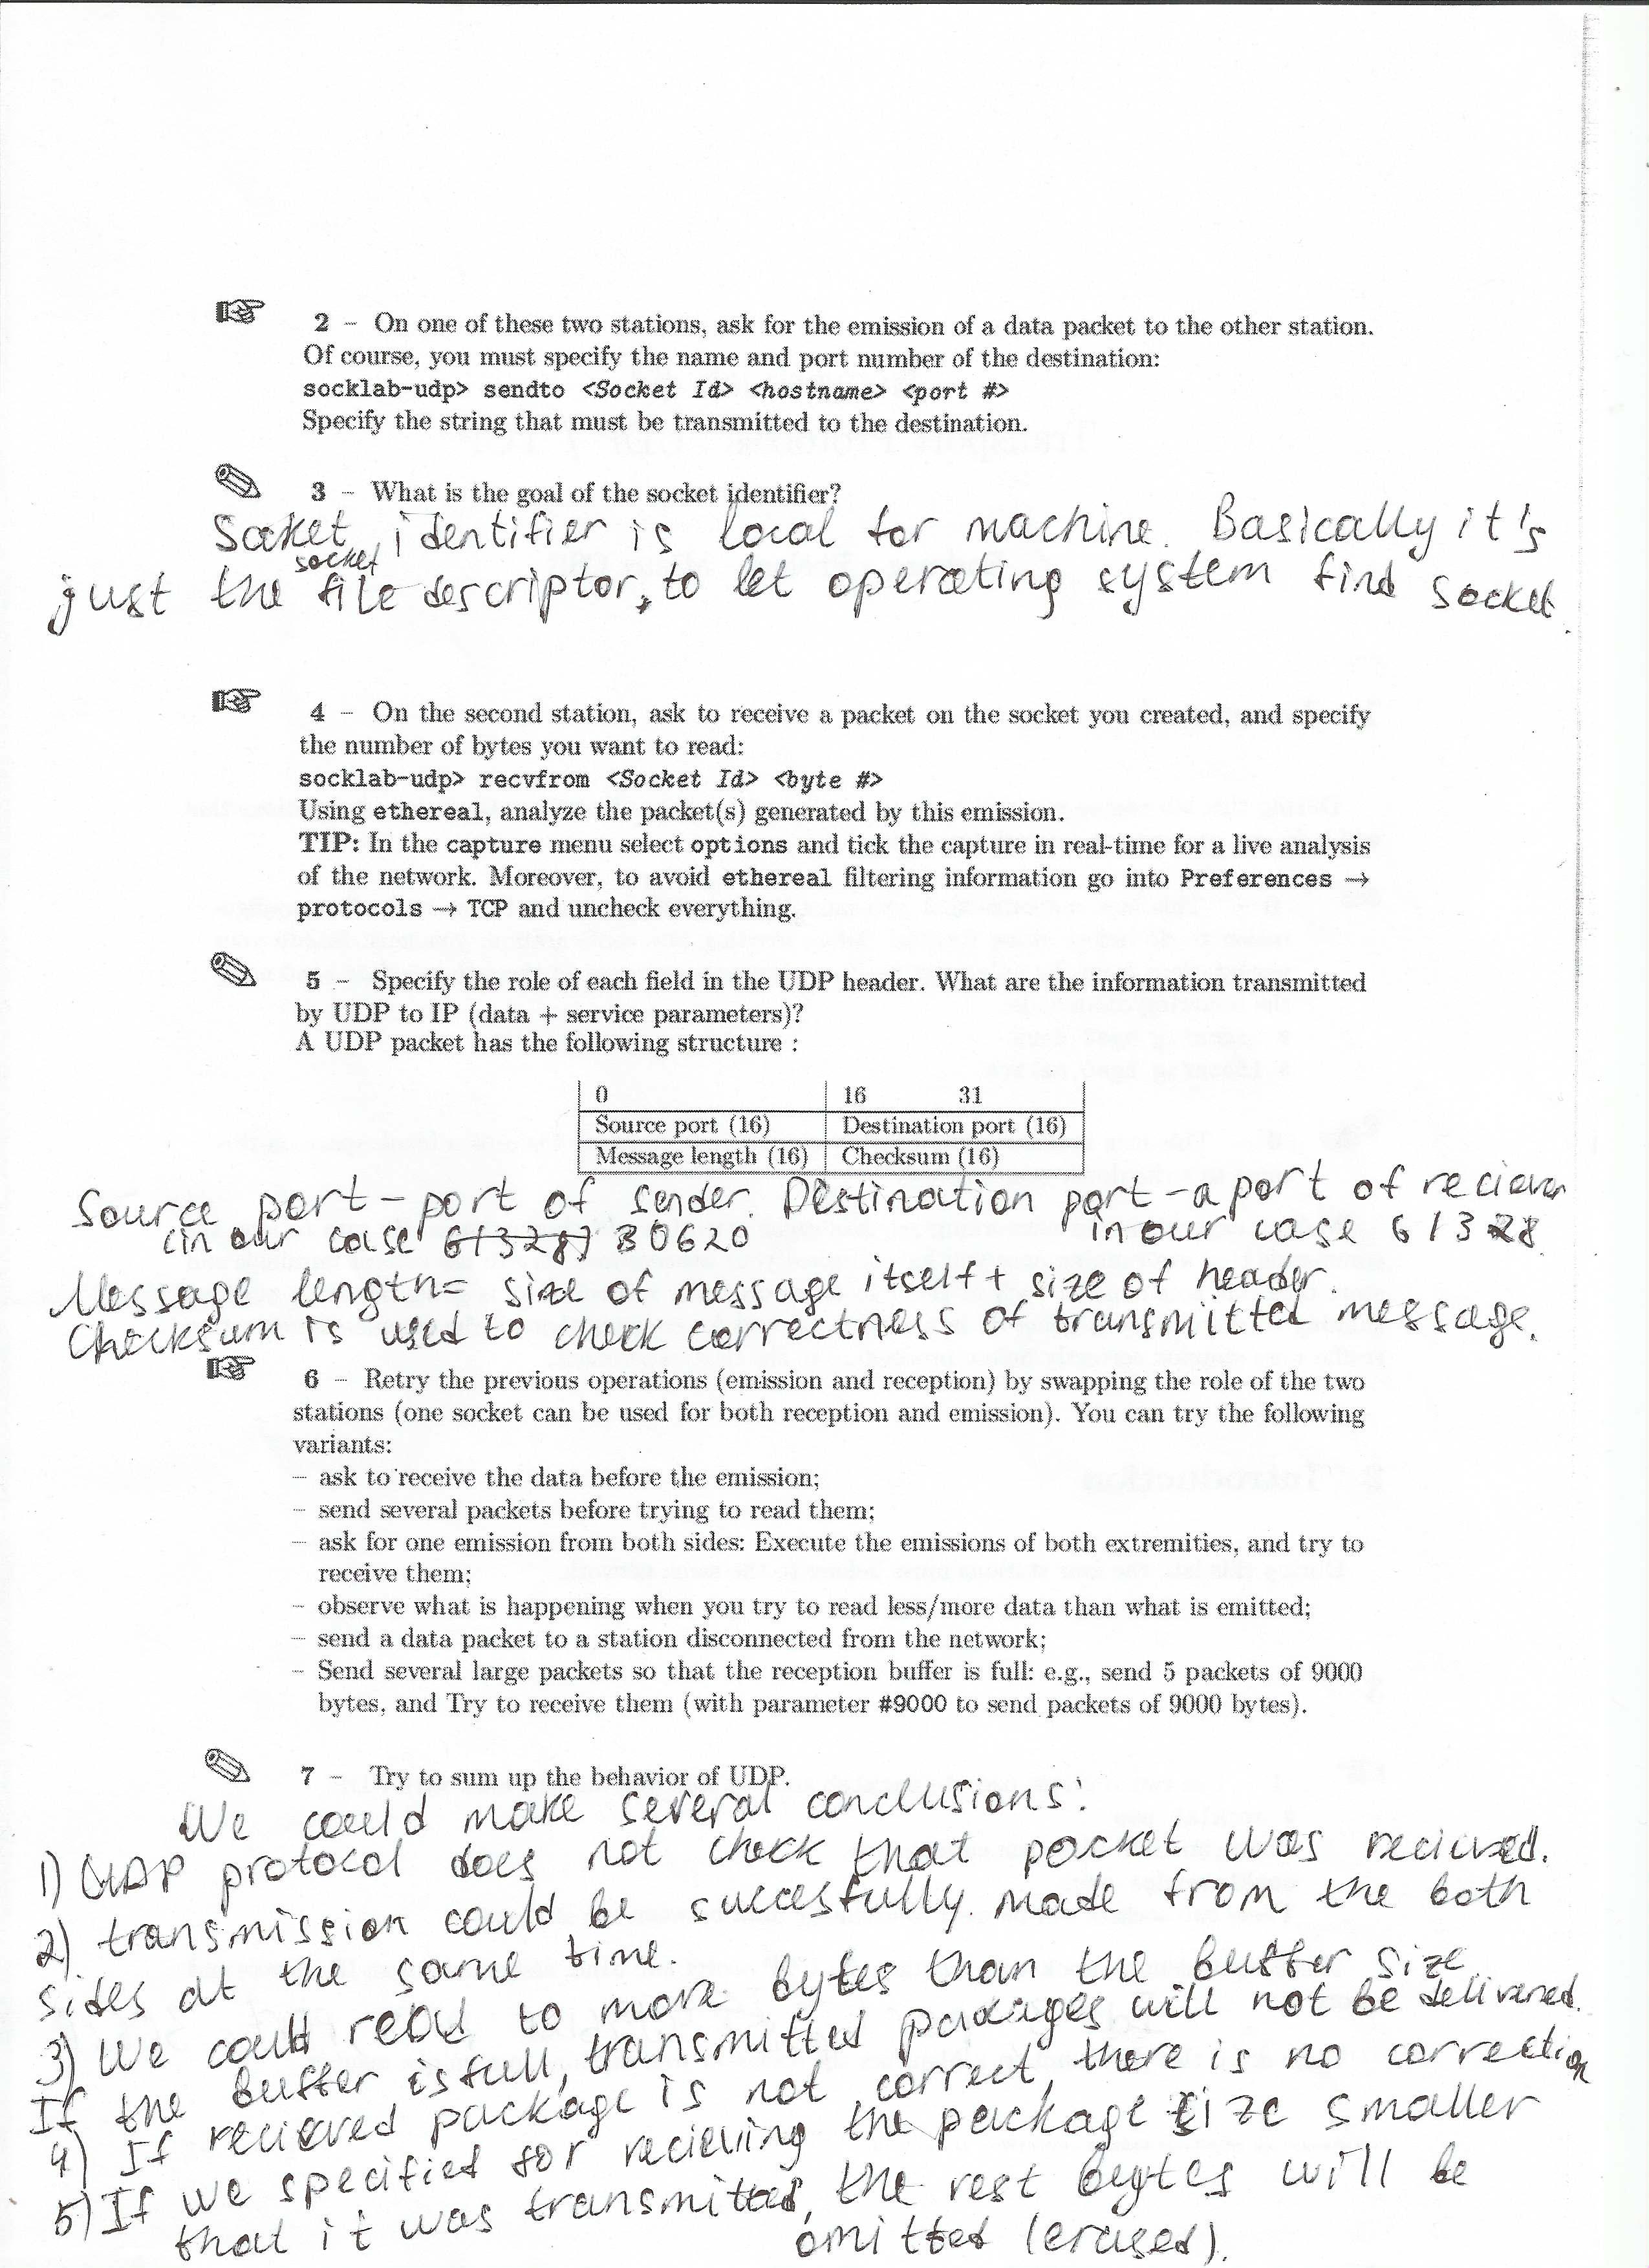 2 – On one of these two stations, ask for the emission of a data packet to the other station.
Of course, you must specify the name and port number of the destination:
socklab-udp> sendto <Socket Id> <hostname> <port #>
Specify the string that must be transmitted to the destination.
3 – What is the goal of the socket identifier?
Socket identifier is local for machine. Basically it's
socket
just the file descriptor, to let operating system find socket.
4 – On the second station, ask to receive a packet on the socket you created, and specify
the number of bytes you want to read:
socklab-udp> recvfrom <Socket Id> <byte #>
Using ethereal, analyze the packet(s) generated by this emission.
TIP: In the capture menu select options and tick the capture in real-time for a live analysis
of the network. Moreover, to avoid ethereal filtering information go into Preferences →
protocols → TCP and uncheck everything.
5 – Specify the role of each field in the UDP header. What are the information transmitted
by UDP to IP (data + service parameters)?
A UDP packet has the following structure :
0 16 31
Source port (16) Destination port (16)
Message length (16) Checksum (16)
Source port – port of sender. Destination port – a port of reciever
(in our case 61328) 30620 in our case 61328
Message length = size of message itself + size of header.
Checksum is used to check correctness of transmitted message.
6 – Retry the previous operations (emission and reception) by swapping the role of the two
stations (one socket can be used for both reception and emission). You can try the following
variants:
– ask to receive the data before the emission;
– send several packets before trying to read them;
– ask for one emission from both sides: Execute the emissions of both extremities, and try to
receive them;
– observe what is happening when you try to read less/more data than what is emitted;
– send a data packet to a station disconnected from the network;
– Send several large packets so that the reception buffer is full: e.g., send 5 packets of 9000
bytes, and Try to receive them (with parameter #9000 to send packets of 9000 bytes).
7 – Try to sum up the behavior of UDP.
We could make several conclusions:
1) UDP protocol does not check that packet was recieved.
2) transmission could be succesfully made from the both
sides at the same time.
3) We could read to more bytes than the buffer size.
If the buffer is full, transmitted packages will not be delivered.
4) If recieved package is not correct, there is no correction
5) If we specified for recieving the package size smaller
that it was transmitted, the rest bytes will be
omitted (erased).